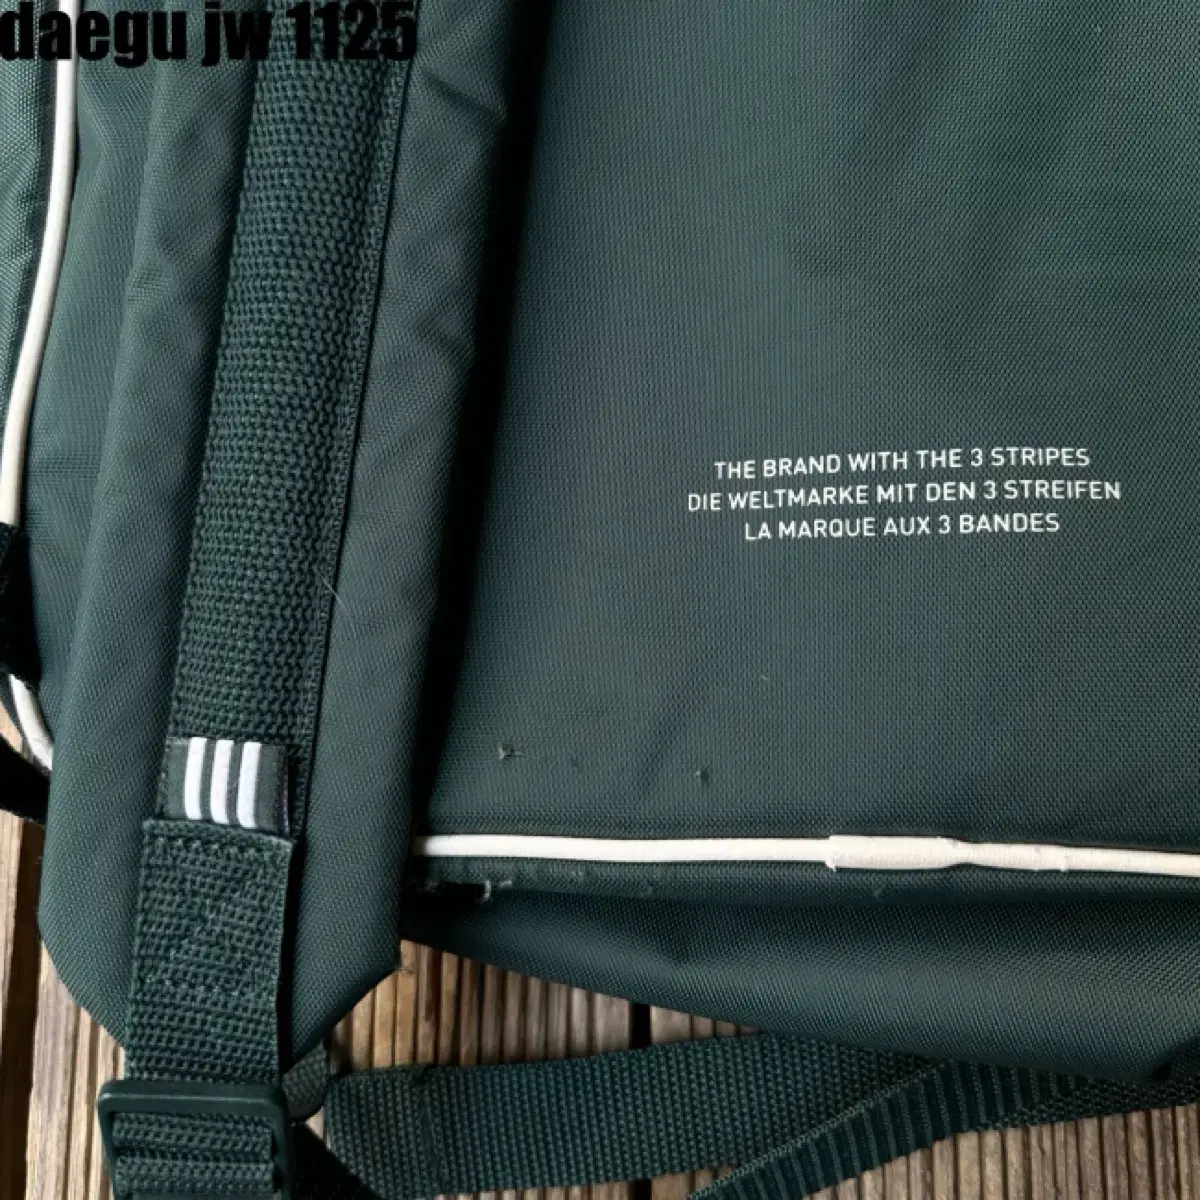 daegu jw 1125
THE BRAND WITH THE 3 STRIPES
DIE WELTMARKE MIT DEN 3 STREIFEN
LA MARQUE AUX 3 BANDES